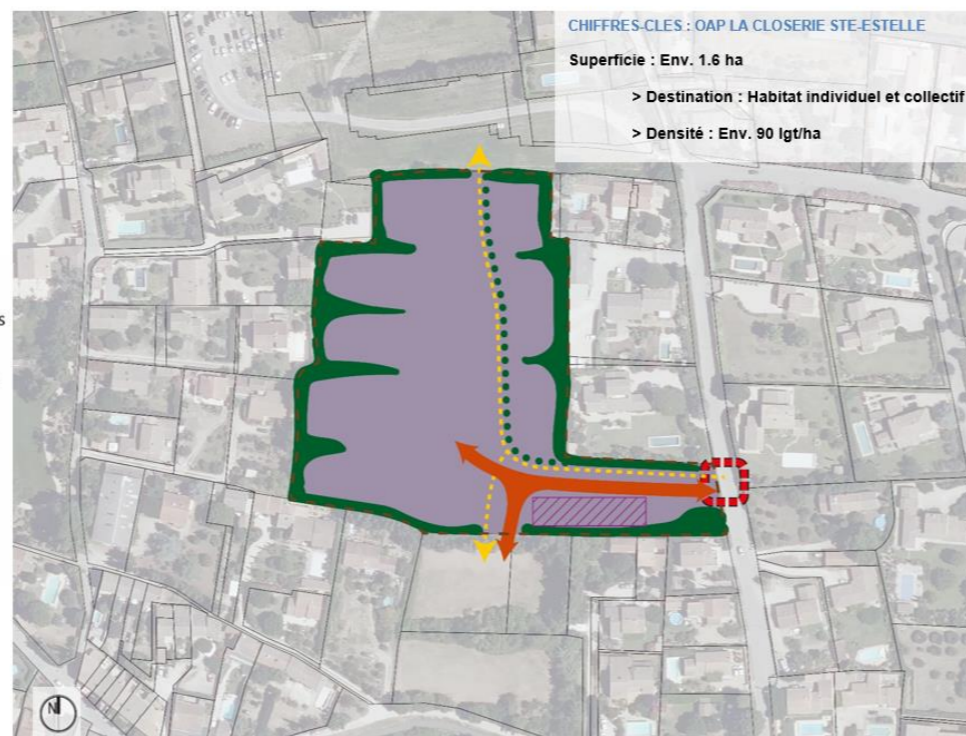 CHIFFRES-CLES : OAP LA CLOSERIE STE-ESTELLE
Superficie : Env. 1.6 ha
> Destination : Habitat individuel et collectif
> Densité : Env. 90 lgt/ha
s
N